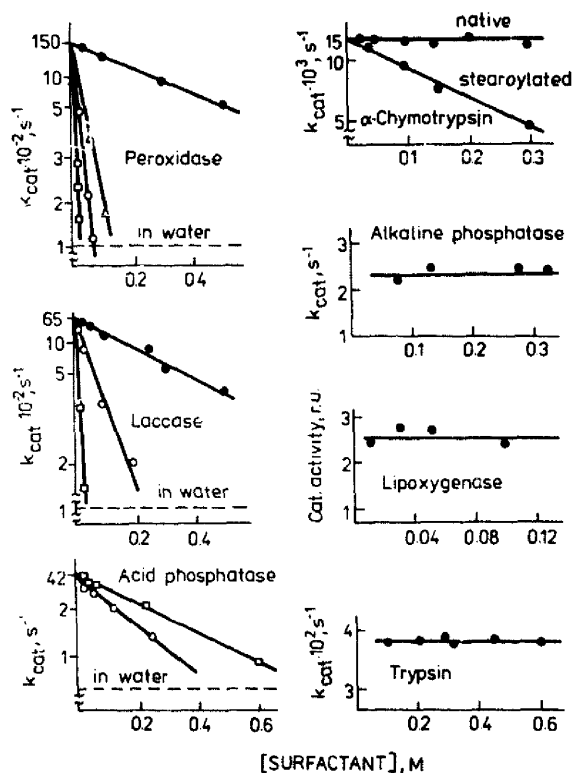 150
10
5
3
2
1
k_cat·10⁻², s⁻¹
Peroxidase
in water
0.2 0.4
65
10
5
2
1
k_cat·10⁻², s⁻¹
Laccase
in water
0.2 0.4
42
2
1
k_cat, s⁻¹
Acid phosphatase
in water
0 0.2 0.4 0.6
native
15
5
k_cat·10³, s⁻¹
stearoylated
α-Chymotrypsin
0 0.1 0.2 0.3
Alkaline phosphatase
3
2
1
k_cat, s⁻¹
0.1 0.2 0.3
3
2
1
Cat. activity, r.u.
Lipoxygenase
0.04 0.08 0.12
4
3
k_cat·10², s⁻¹
Trypsin
0 0.2 0.4 0.6
[SURFACTANT], M